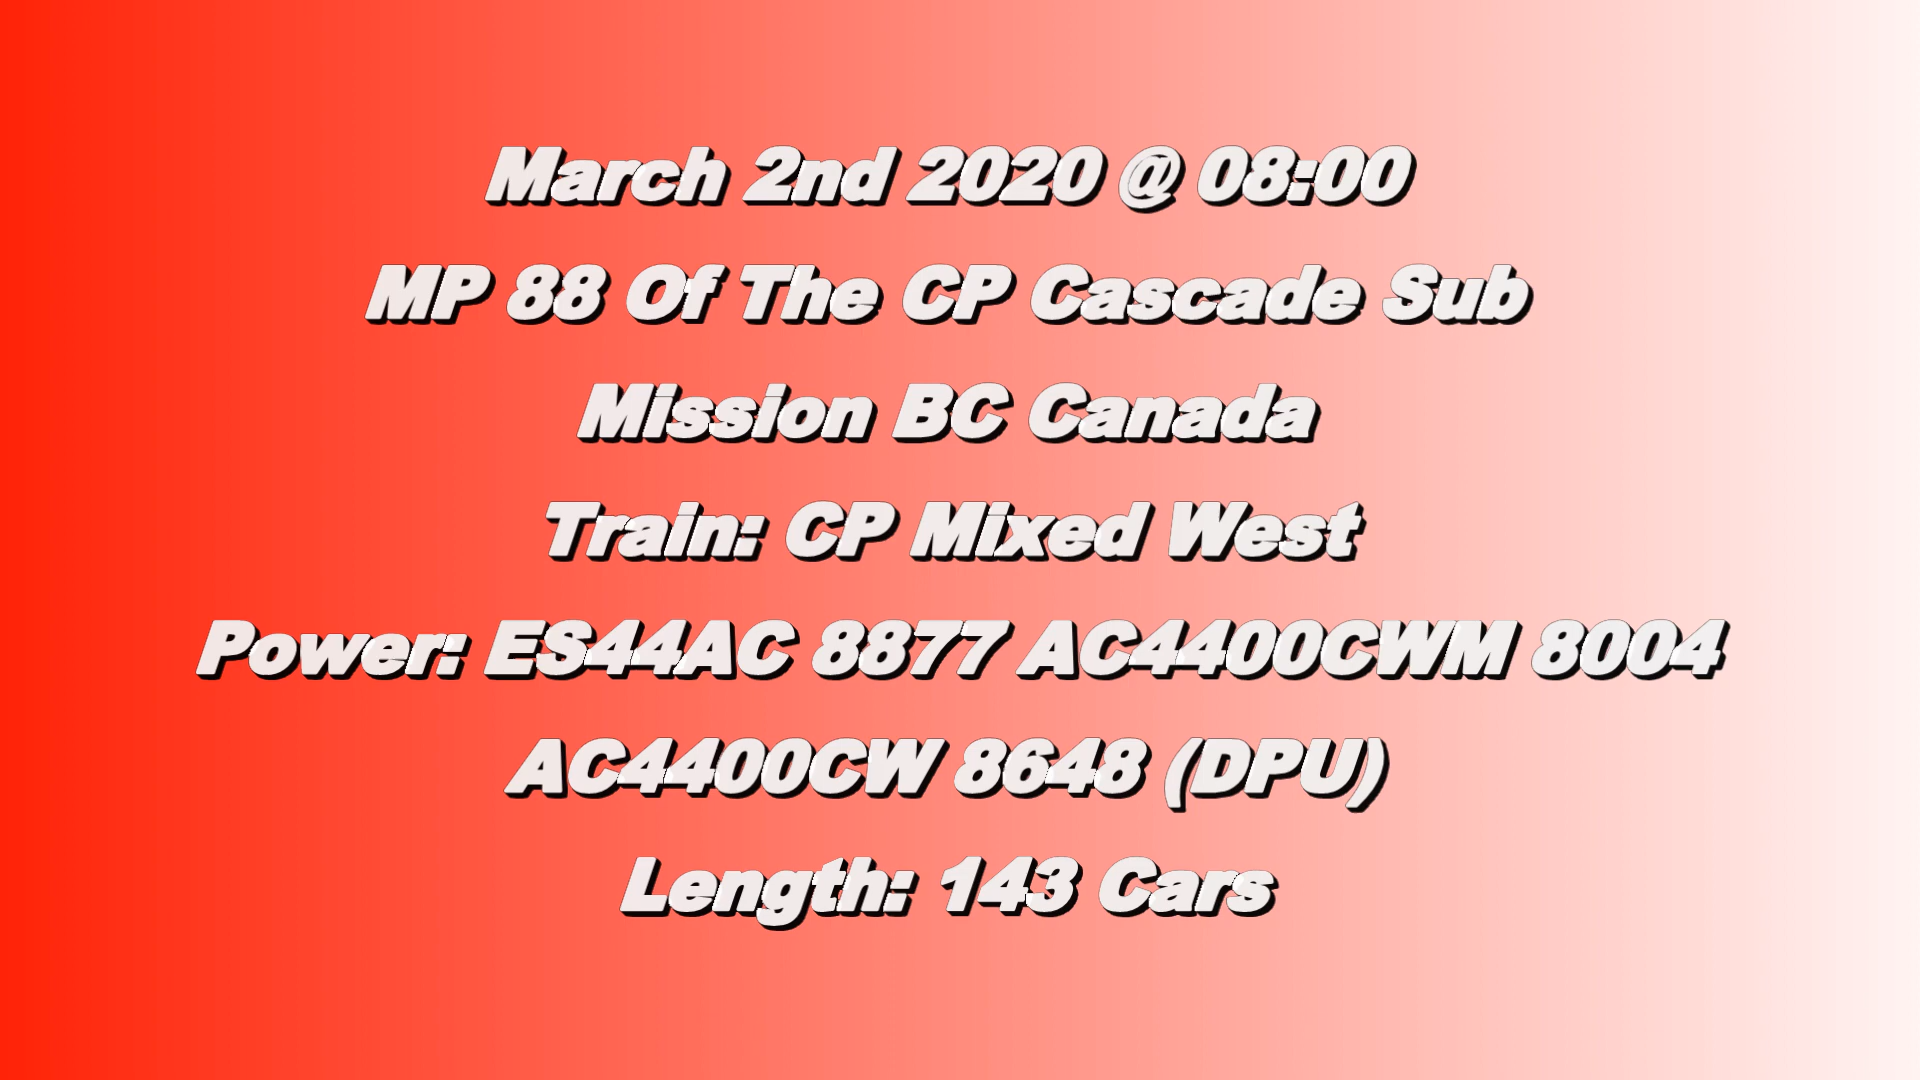 March 2nd 2020 @ 08:00
MP 88 Of The CP Cascade Sub
Mission BC Canada
Train: CP Mixed West
Power: ES44AC 8877 AC4400CWM 8004
AC4400CW 8648 (DPU)
Length: 143 Cars